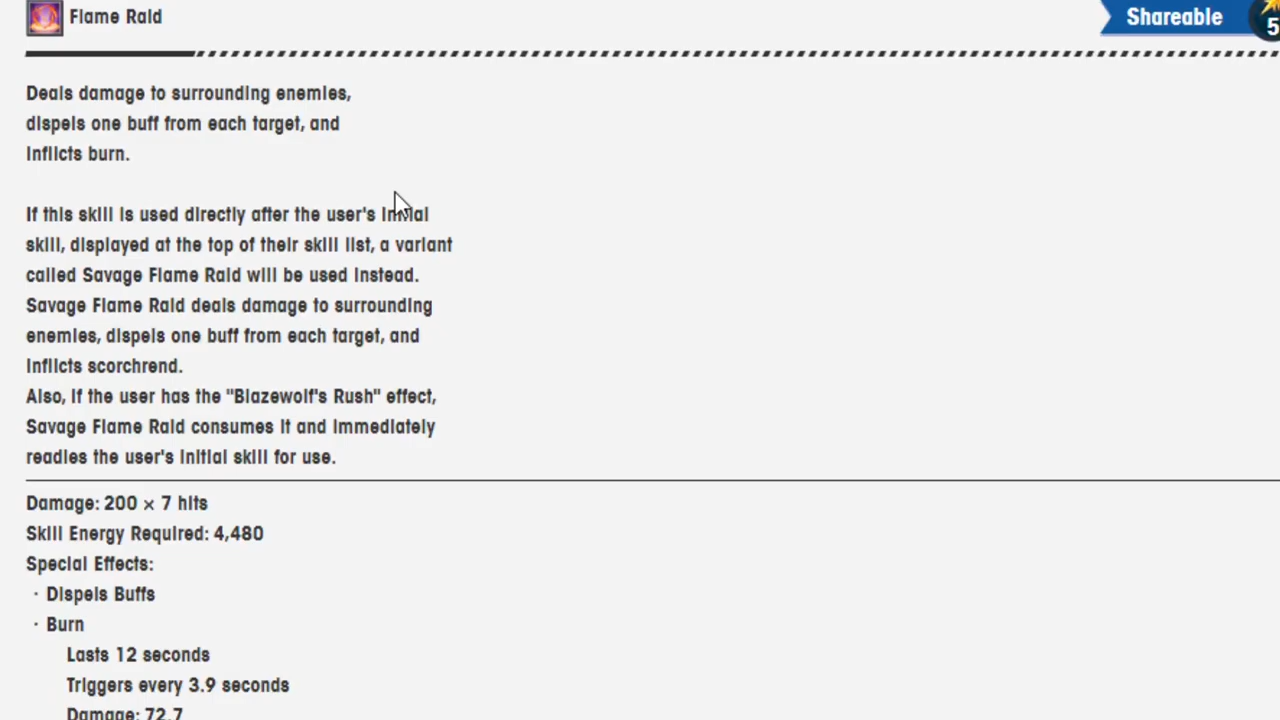 Flame Raid
Shareable
5
Deals damage to surrounding enemies,
dispels one buff from each target, and
inflicts burn.
If this skill is used directly after the user's initial
skill, displayed at the top of their skill list, a variant
called Savage Flame Raid will be used instead.
Savage Flame Raid deals damage to surrounding
enemies, dispels one buff from each target, and
inflicts scorchrend.
Also, if the user has the "Blazewolf's Rush" effect,
Savage Flame Raid consumes it and immediately
readies the user's initial skill for use.
Damage: 200 × 7 hits
Skill Energy Required: 4,480
Special Effects:
・Dispels Buffs
・Burn
Lasts 12 seconds
Triggers every 3.9 seconds
Damage: 72.7